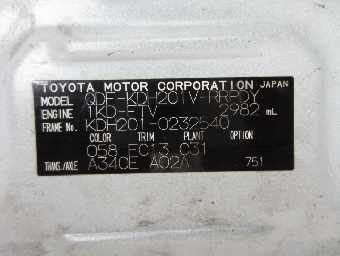 TOYOTA MOTOR CORPORATION JAPAN
MODEL QDF-KDH201V-RRPDY
ENGINE 1KD-FTV 2982 mL
FRAME No. KDH201-0232540
COLOR TRIM PLANT OPTION
058 FC13 C31
TRANS./AXLE A34CE A02A 751